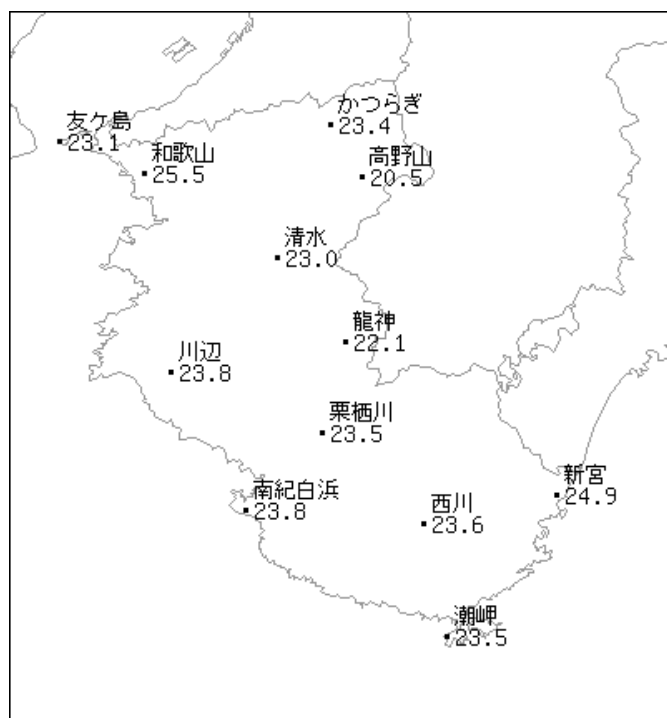 かつらぎ
23.4
友ケ島
23.1
和歌山
25.5
高野山
20.5
清水
23.0
龍神
22.1
川辺
23.8
栗栖川
23.5
新宮
24.9
南紀白浜
23.8
西川
23.6
潮岬
23.5